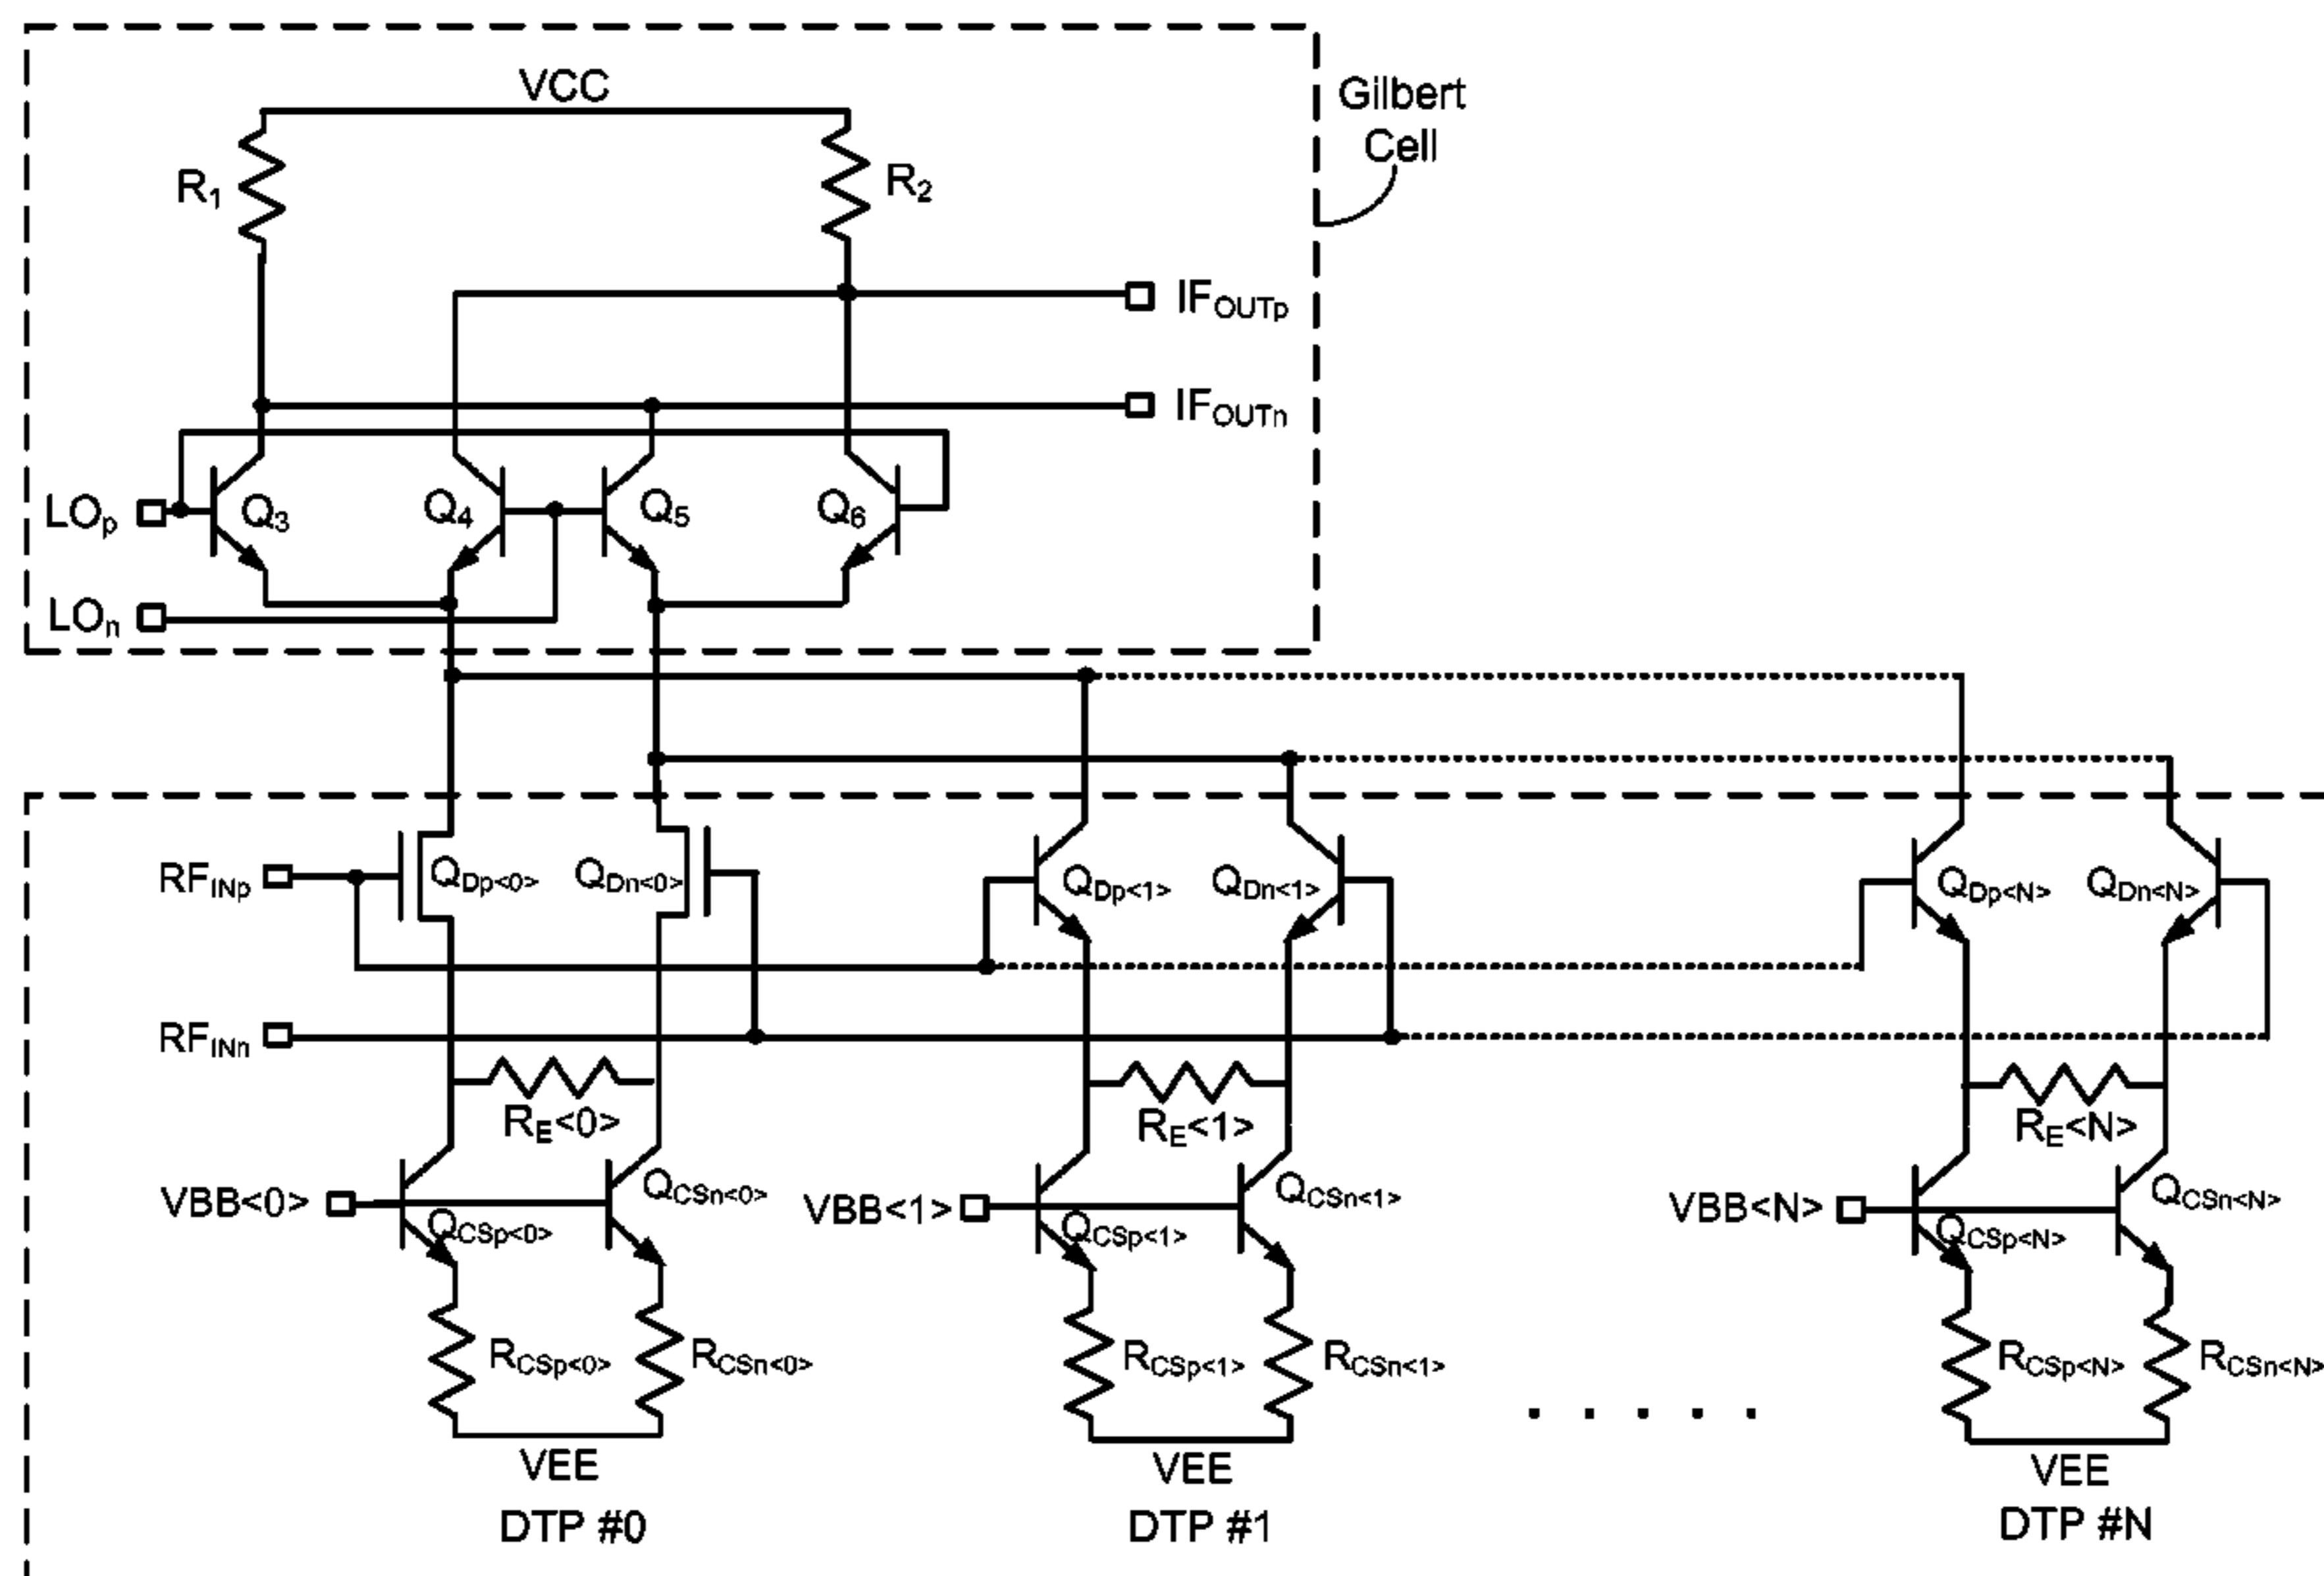 VCC
Gilbert
Cell
R1
R2
IFOUTp
IFOUTn
LOp
Q3
Q4
Q5
Q6
LOn
RFINp
QDp<0>
QDn<0>
QDp<1>
QDn<1>
QDp<N>
QDn<N>
RFINn
RE<0>
RE<1>
RE<N>
VBB<0>
QCSp<0>
QCSn<0>
VBB<1>
QCSp<1>
QCSn<1>
VBB<N>
QCSp<N>
QCSn<N>
RCSp<0>
RCSn<0>
RCSp<1>
RCSn<1>
RCSp<N>
RCSn<N>
. . . . .
VEE
VEE
VEE
DTP #0
DTP #1
DTP #N